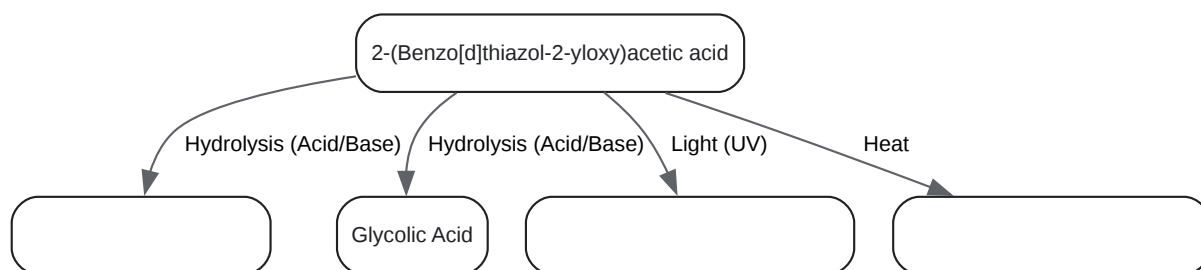 2-(Benzo[d]thiazol-2-yloxy)acetic acid
Hydrolysis (Acid/Base)
Hydrolysis (Acid/Base)
Light (UV)
Heat
Glycolic Acid